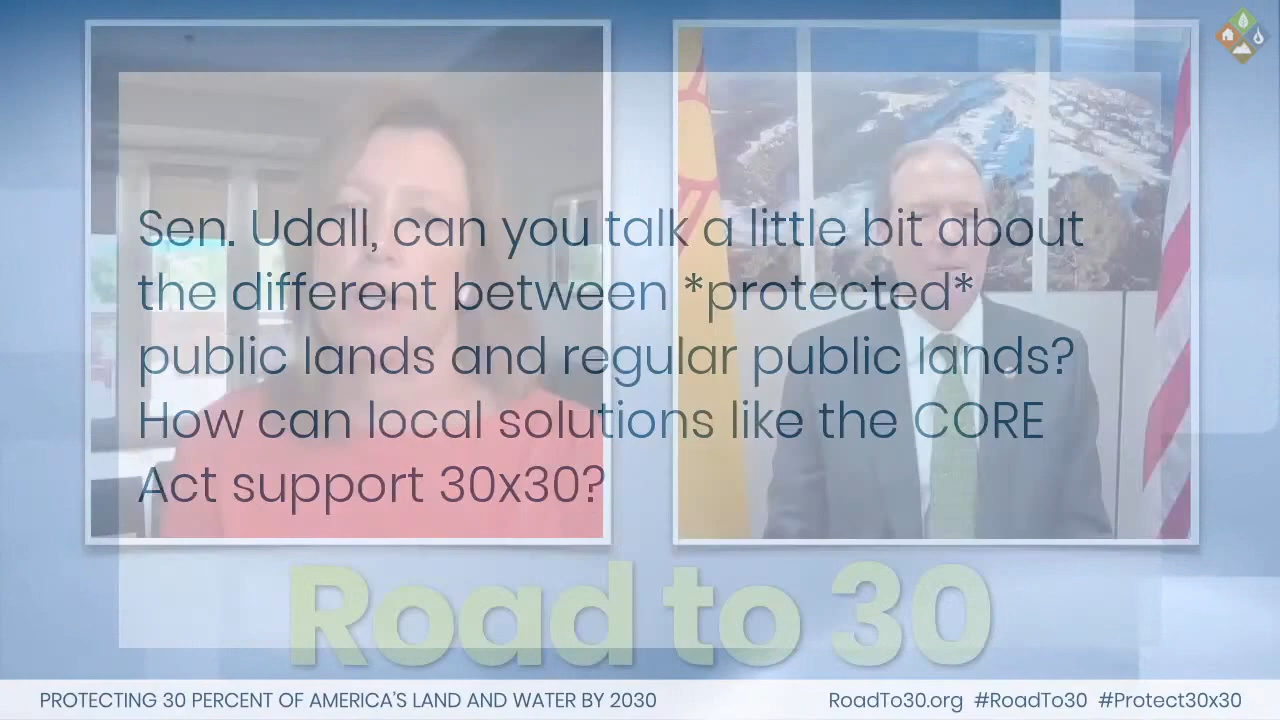 Sen. Udall, can you talk a little bit about
the different between *protected*
public lands and regular public lands?
How can local solutions like the CORE
Act support 30x30?
Road to 30
PROTECTING 30 PERCENT OF AMERICA'S LAND AND WATER BY 2030
RoadTo30.org #RoadTo30 #Protect30x30